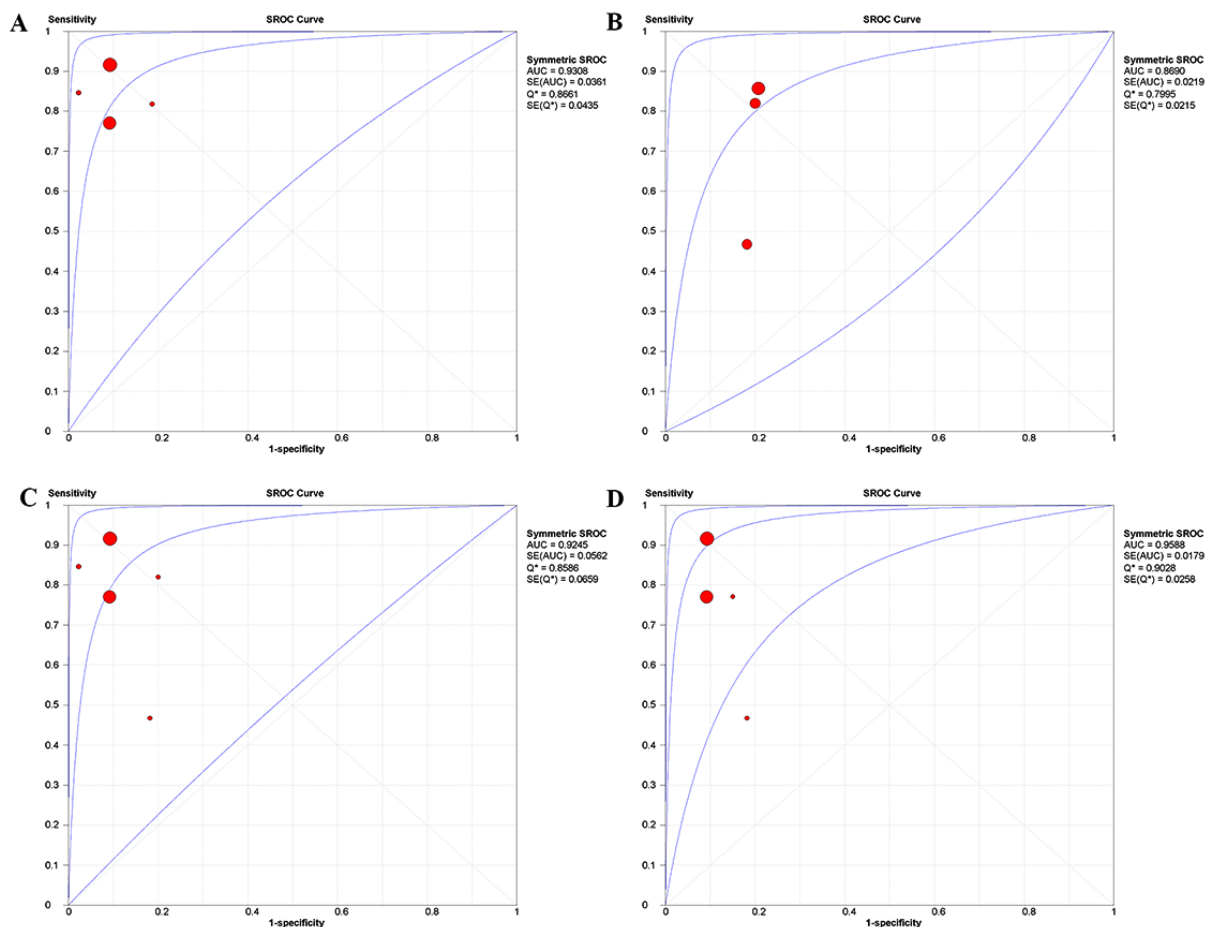 A
Sensitivity
SROC Curve
1
0.9
0.8
0.7
0.6
0.5
0.4
0.3
0.2
0.1
0
0 0.2 0.4 0.6 0.8 1
1-specificity
Symmetric SROC
AUC = 0.9308
SE(AUC) = 0.0361
Q* = 0.8661
SE(Q*) = 0.0435
B
Sensitivity
SROC Curve
1
0.9
0.8
0.7
0.6
0.5
0.4
0.3
0.2
0.1
0
0 0.2 0.4 0.6 0.8 1
1-specificity
Symmetric SROC
AUC = 0.8690
SE(AUC) = 0.0219
Q* = 0.7995
SE(Q*) = 0.0215
C
Sensitivity
SROC Curve
1
0.9
0.8
0.7
0.6
0.5
0.4
0.3
0.2
0.1
0
0 0.2 0.4 0.6 0.8 1
1-specificity
Symmetric SROC
AUC = 0.9245
SE(AUC) = 0.0562
Q* = 0.8586
SE(Q*) = 0.0659
D
Sensitivity
SROC Curve
1
0.9
0.8
0.7
0.6
0.5
0.4
0.3
0.2
0.1
0
0 0.2 0.4 0.6 0.8 1
1-specificity
Symmetric SROC
AUC = 0.9588
SE(AUC) = 0.0179
Q* = 0.9028
SE(Q*) = 0.0258